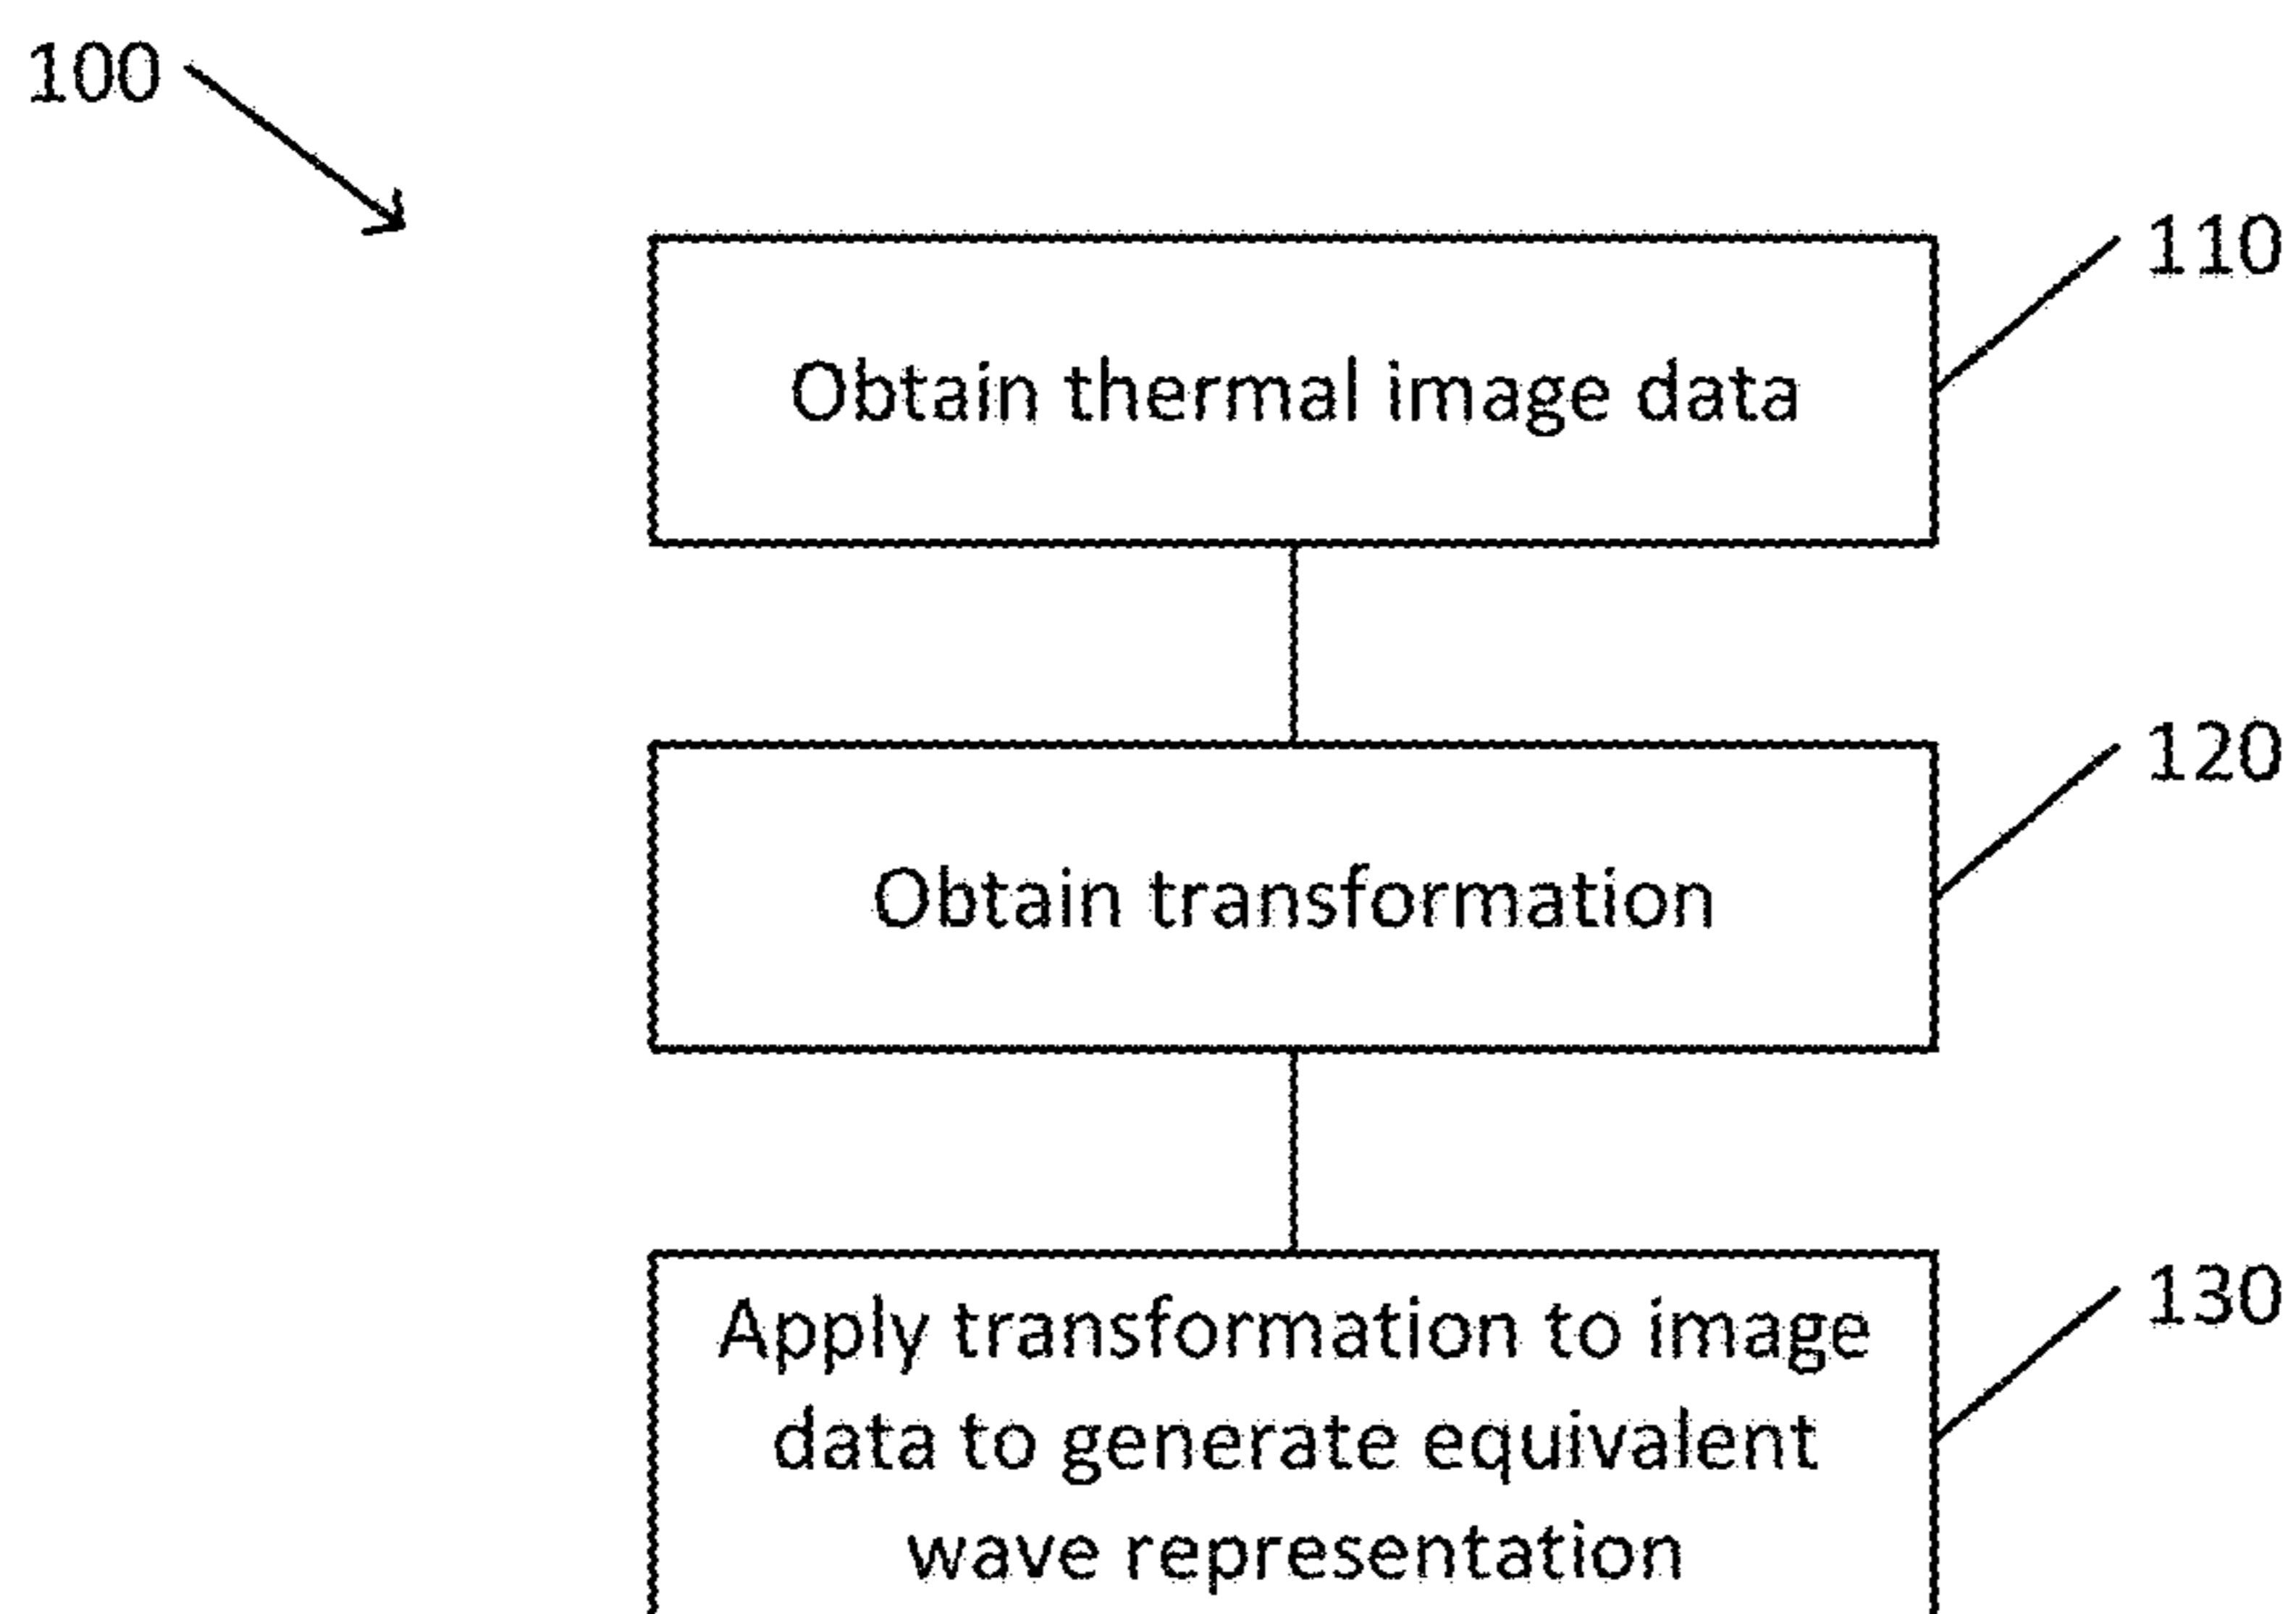 100
110
Obtain thermal image data
120
Obtain transformation
130
Apply transformation to image
data to generate equivalent
wave representation